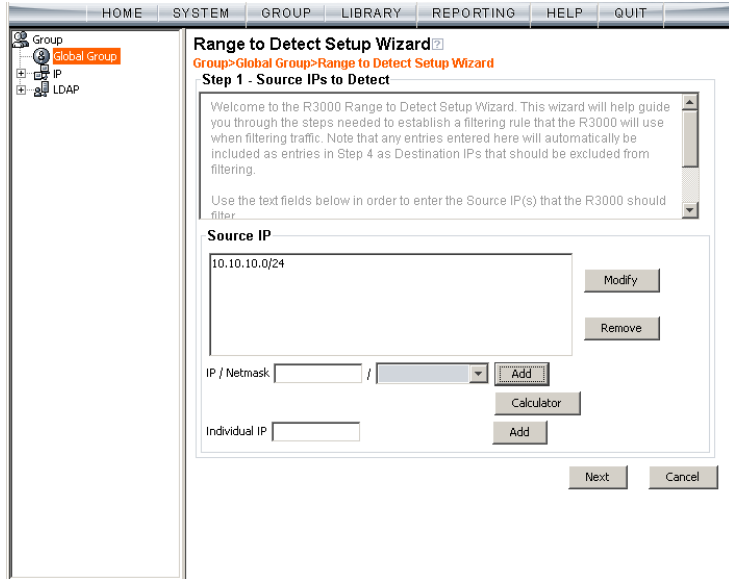 HOME SYSTEM GROUP LIBRARY REPORTING HELP QUIT
Group
Global Group
IP
LDAP
Range to Detect Setup Wizard?
Group>Global Group>Range to Detect Setup Wizard
Step 1 - Source IPs to Detect
Welcome to the R3000 Range to Detect Setup Wizard. This wizard will help guide
you through the steps needed to establish a filtering rule that the R3000 will use
when filtering traffic. Note that any entries entered here will automatically be
included as entries in Step 4 as Destination IPs that should be excluded from
filtering.
Use the text fields below in order to enter the Source IP(s) that the R3000 should
filter
Source IP
10.10.10.0/24
Modify
Remove
IP / Netmask / Add
Calculator
Individual IP Add
Next Cancel